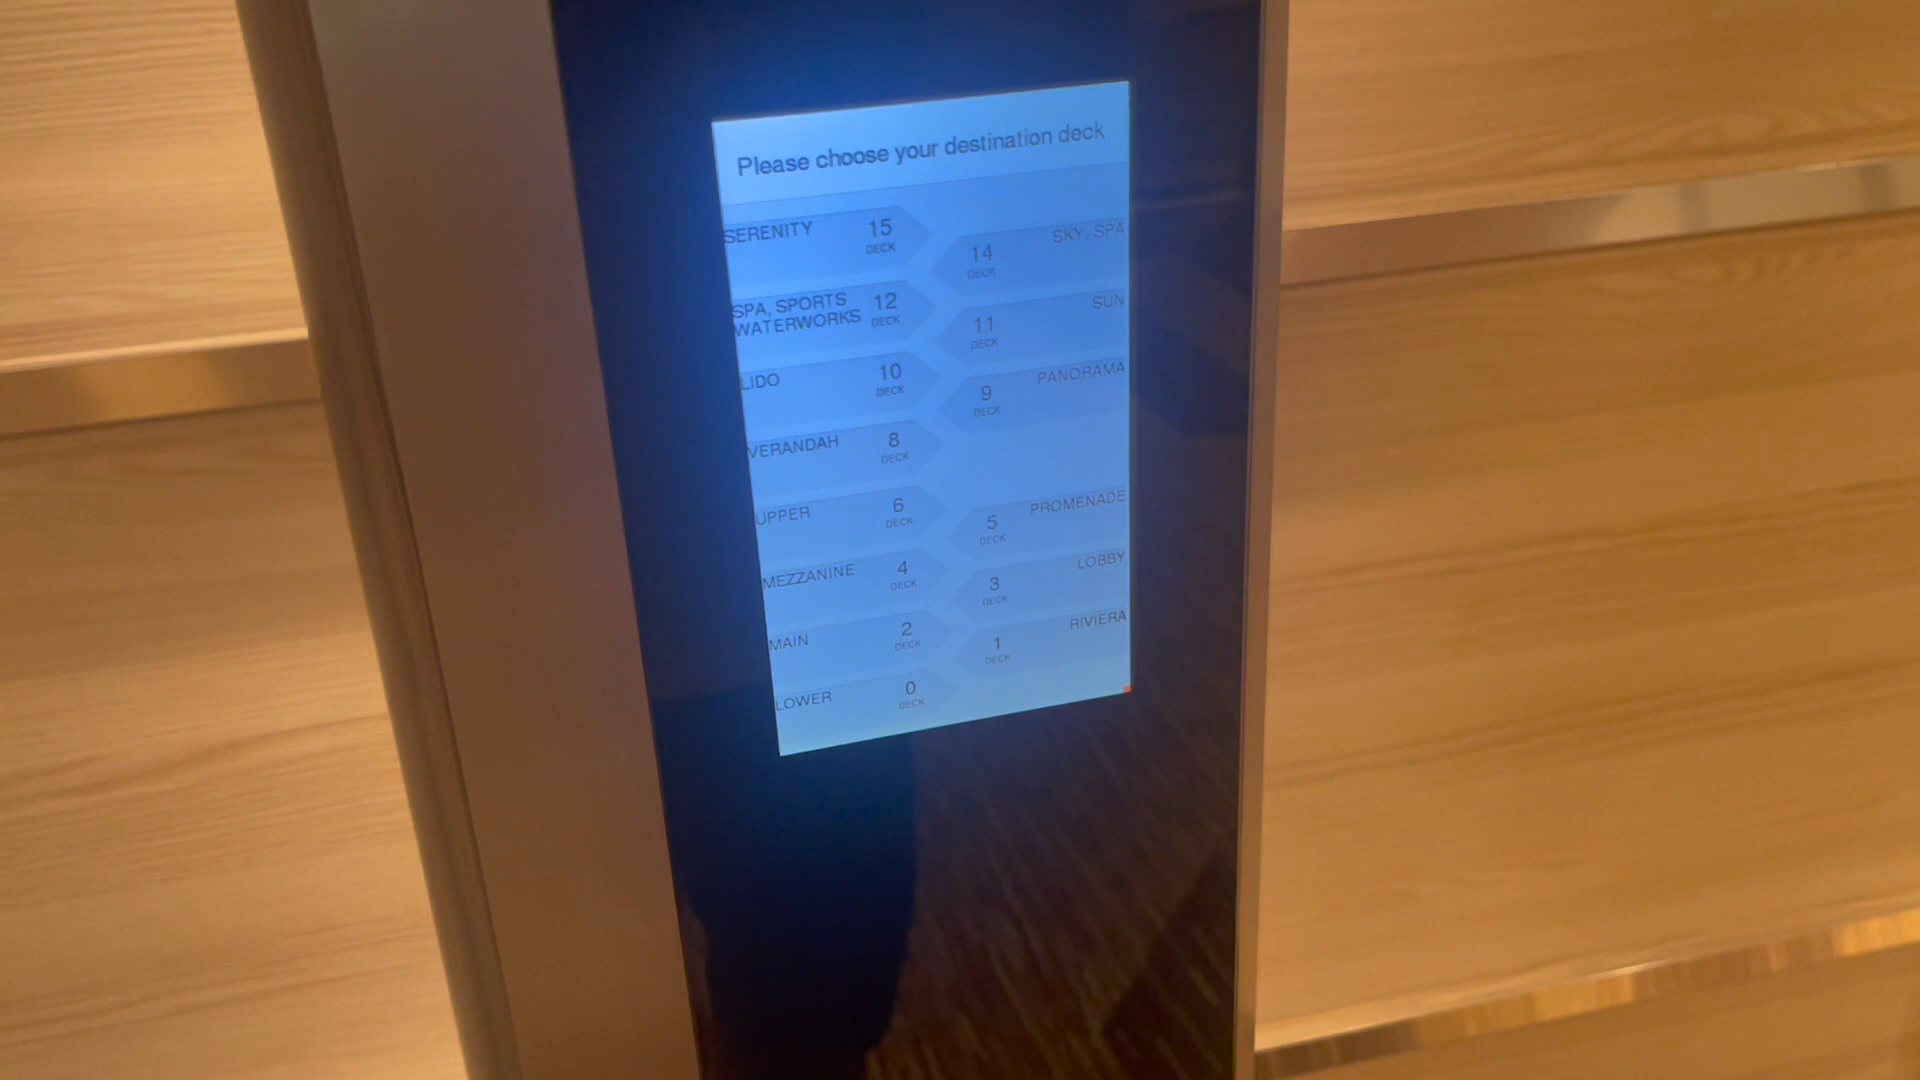 Please choose your destination deck
SERENITY 15
DECK
SKY, SPA
14
DECK
SPA, SPORTS
WATERWORKS
12
DECK
SUN
11
DECK
LIDO 10
DECK
PANORAMA
9
DECK
VERANDAH 8
DECK
UPPER 6
DECK
PROMENADE
5
DECK
MEZZANINE 4
DECK
LOBBY
3
DECK
MAIN 2
DECK
RIVIERA
1
DECK
LOWER 0
DECK